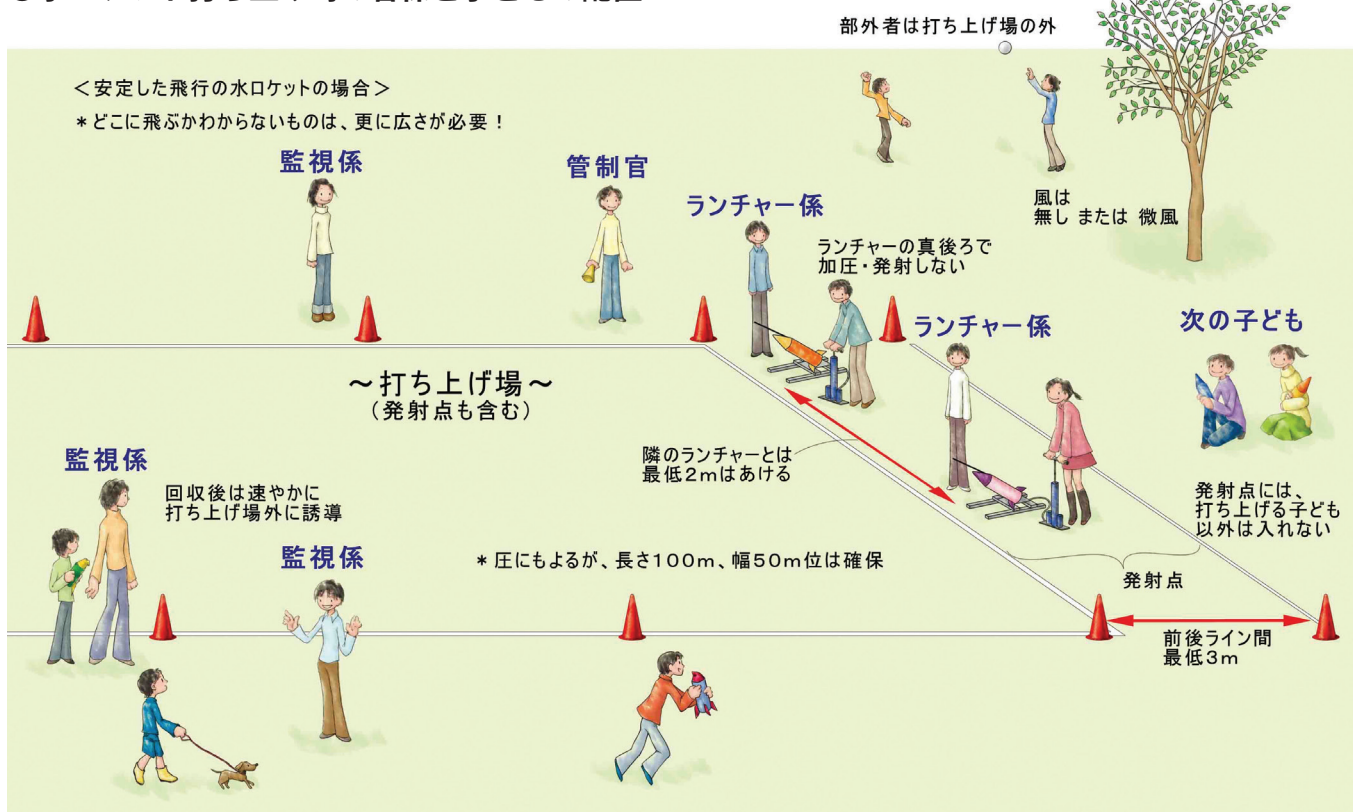 部外者は打ち上げ場の外
<安定した飛行の水ロケットの場合>
*どこに飛ぶかわからないものは、更に広さが必要!
監視係
管制官
ランチャー係
風は
無し または 微風
ランチャーの真後ろで
加圧・発射しない
ランチャー係
次の子ども
~打ち上げ場~
(発射点も含む)
隣のランチャーとは
最低2mはあける
監視係
回収後は速やかに
打ち上げ場外に誘導
発射点には、
打ち上げる子ども
以外は入れない
監視係
*圧にもよるが、長さ100m、幅50m位は確保
発射点
前後ライン間
最低3m